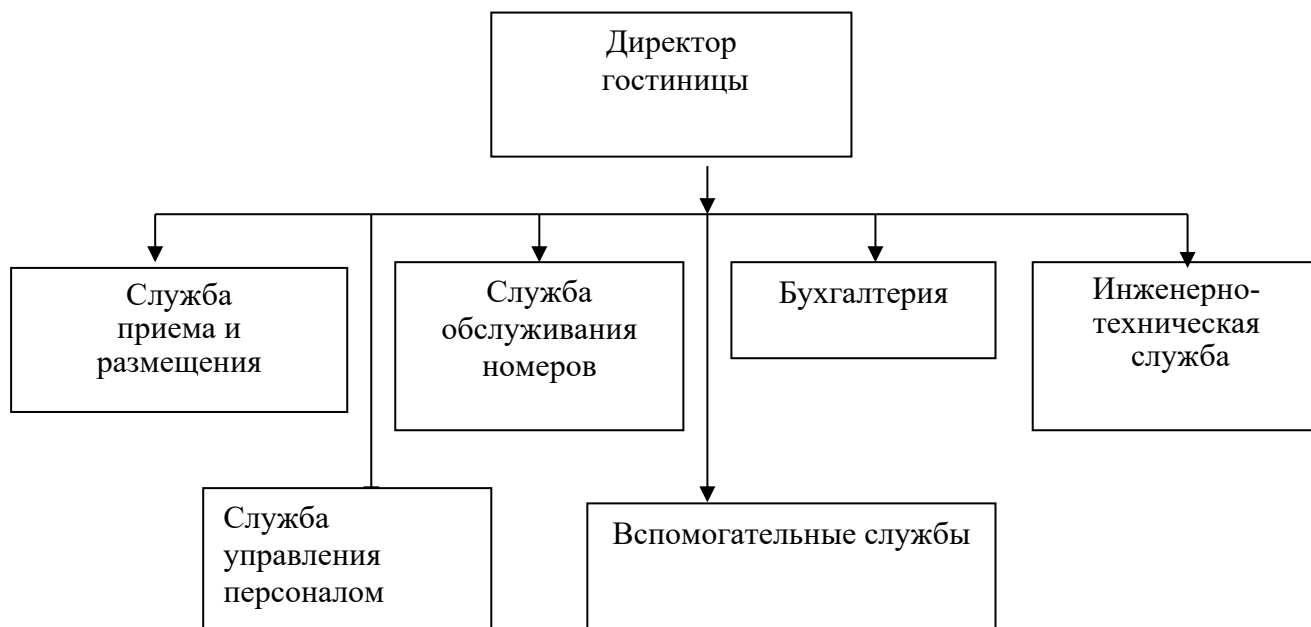 Директор
гостиницы
Служба
приема и
размещения
Служба
обслуживания
номеров
Бухгалтерия
Инженерно-
техническая
служба
Служба
управления
персоналом
Вспомогательные службы